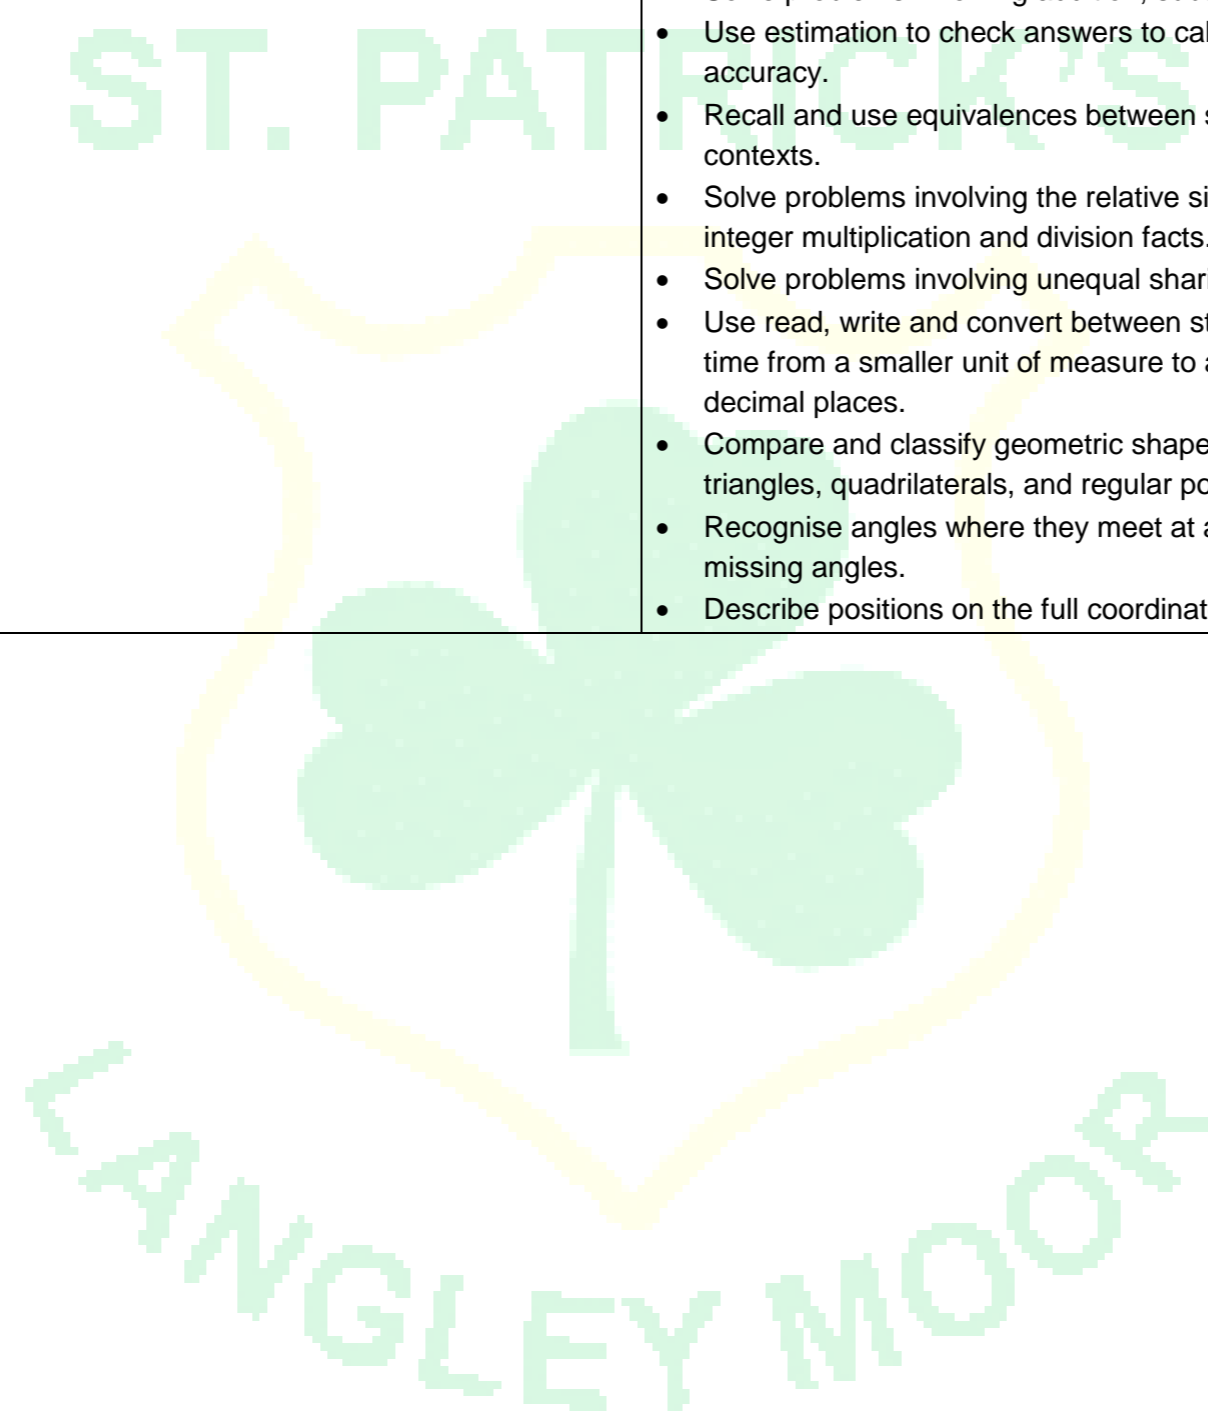 ST. PATRICK'S
• Use estimation to check answers to cal
accuracy.
• Recall and use equivalences between s
contexts.
• Solve problems involving the relative si
integer multiplication and division facts.
• Solve problems involving unequal shari
• Use read, write and convert between st
time from a smaller unit of measure to a
decimal places.
• Compare and classify geometric shape
triangles, quadrilaterals, and regular po
• Recognise angles where they meet at a
missing angles.
• Describe positions on the full coordinat
LANGLEY MOOR